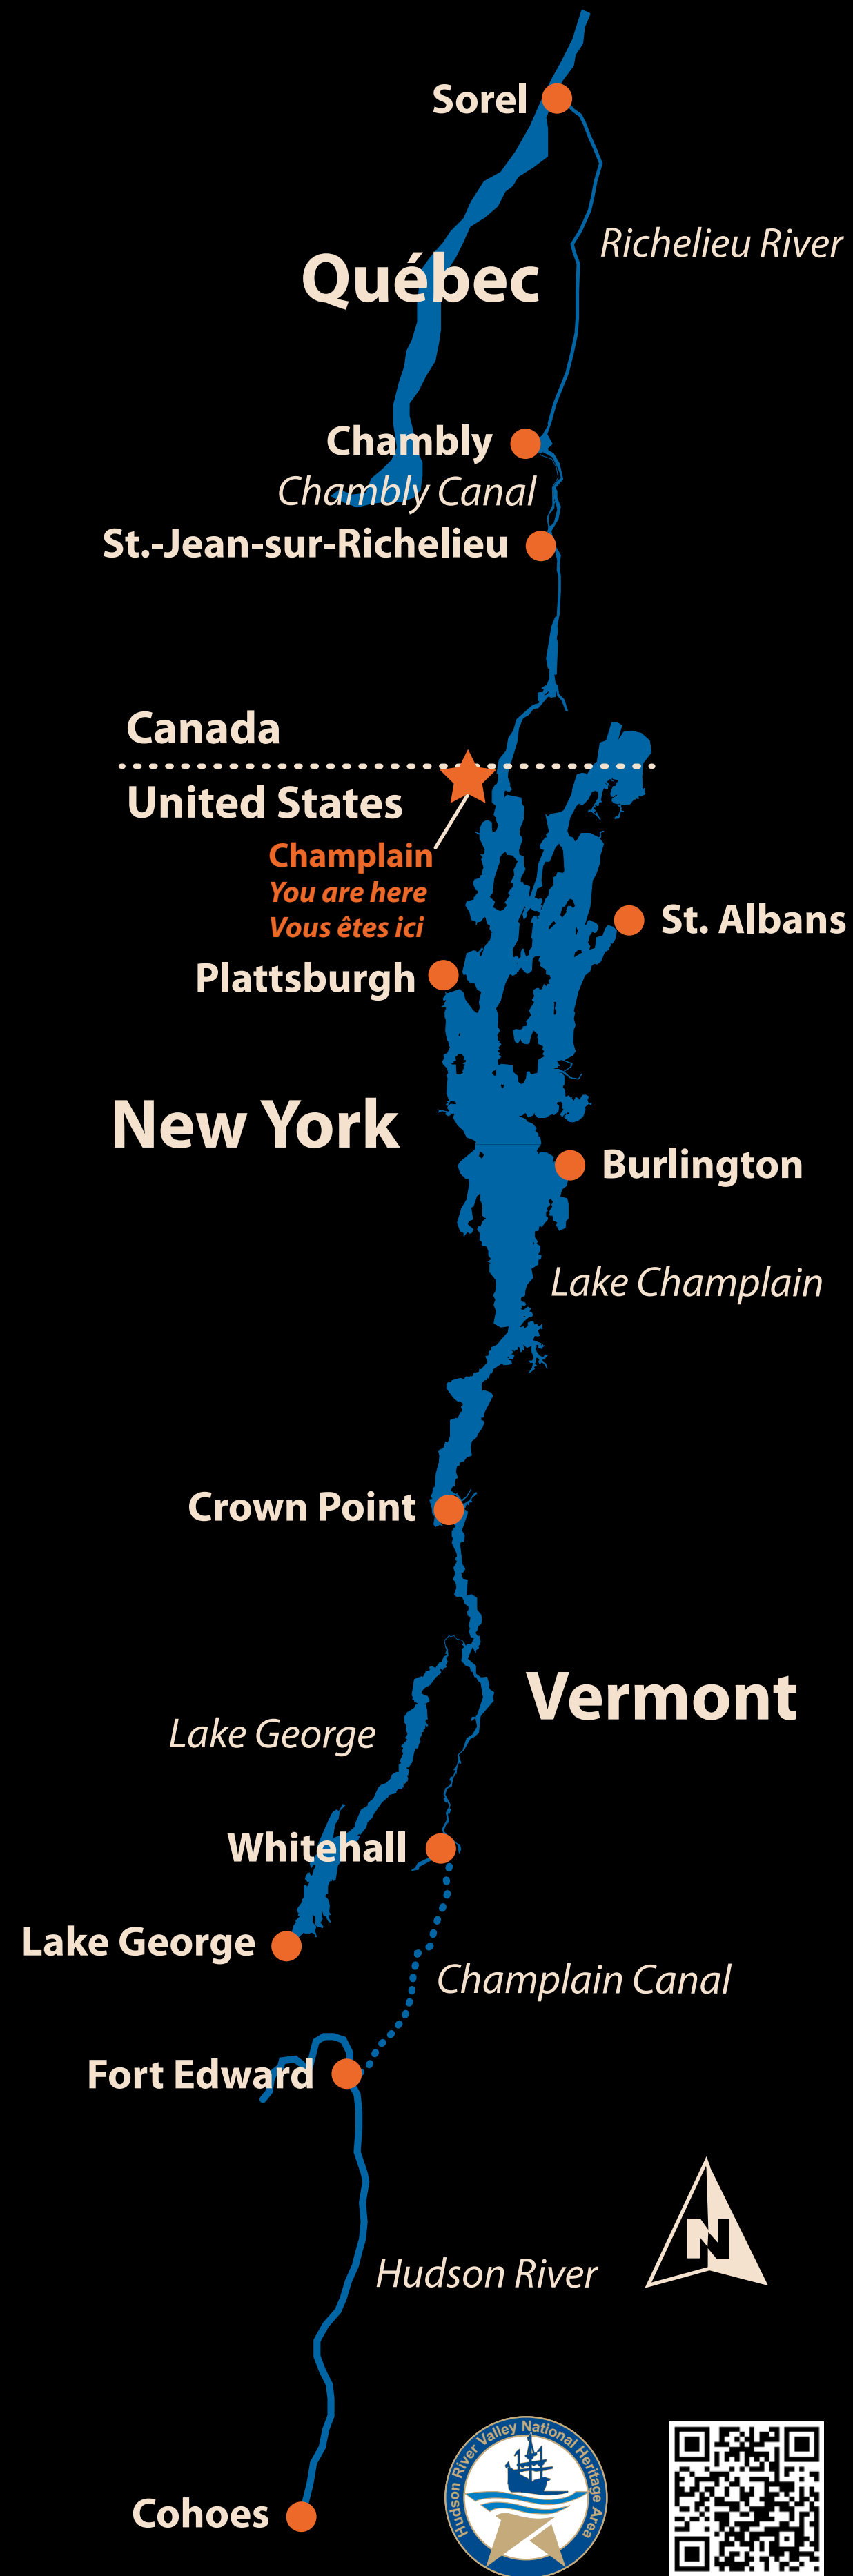 Sorel
Richelieu River
Québec
Chambly
Chambly Canal
St.-Jean-sur-Richelieu
Canada
United States
Champlain
You are here
Vous êtes ici
St. Albans
Plattsburgh
New York
Burlington
Lake Champlain
Crown Point
Vermont
Lake George
Whitehall
Lake George
Champlain Canal
Fort Edward
N
Hudson River
Hudson River Valley National Heritage Area
Cohoes